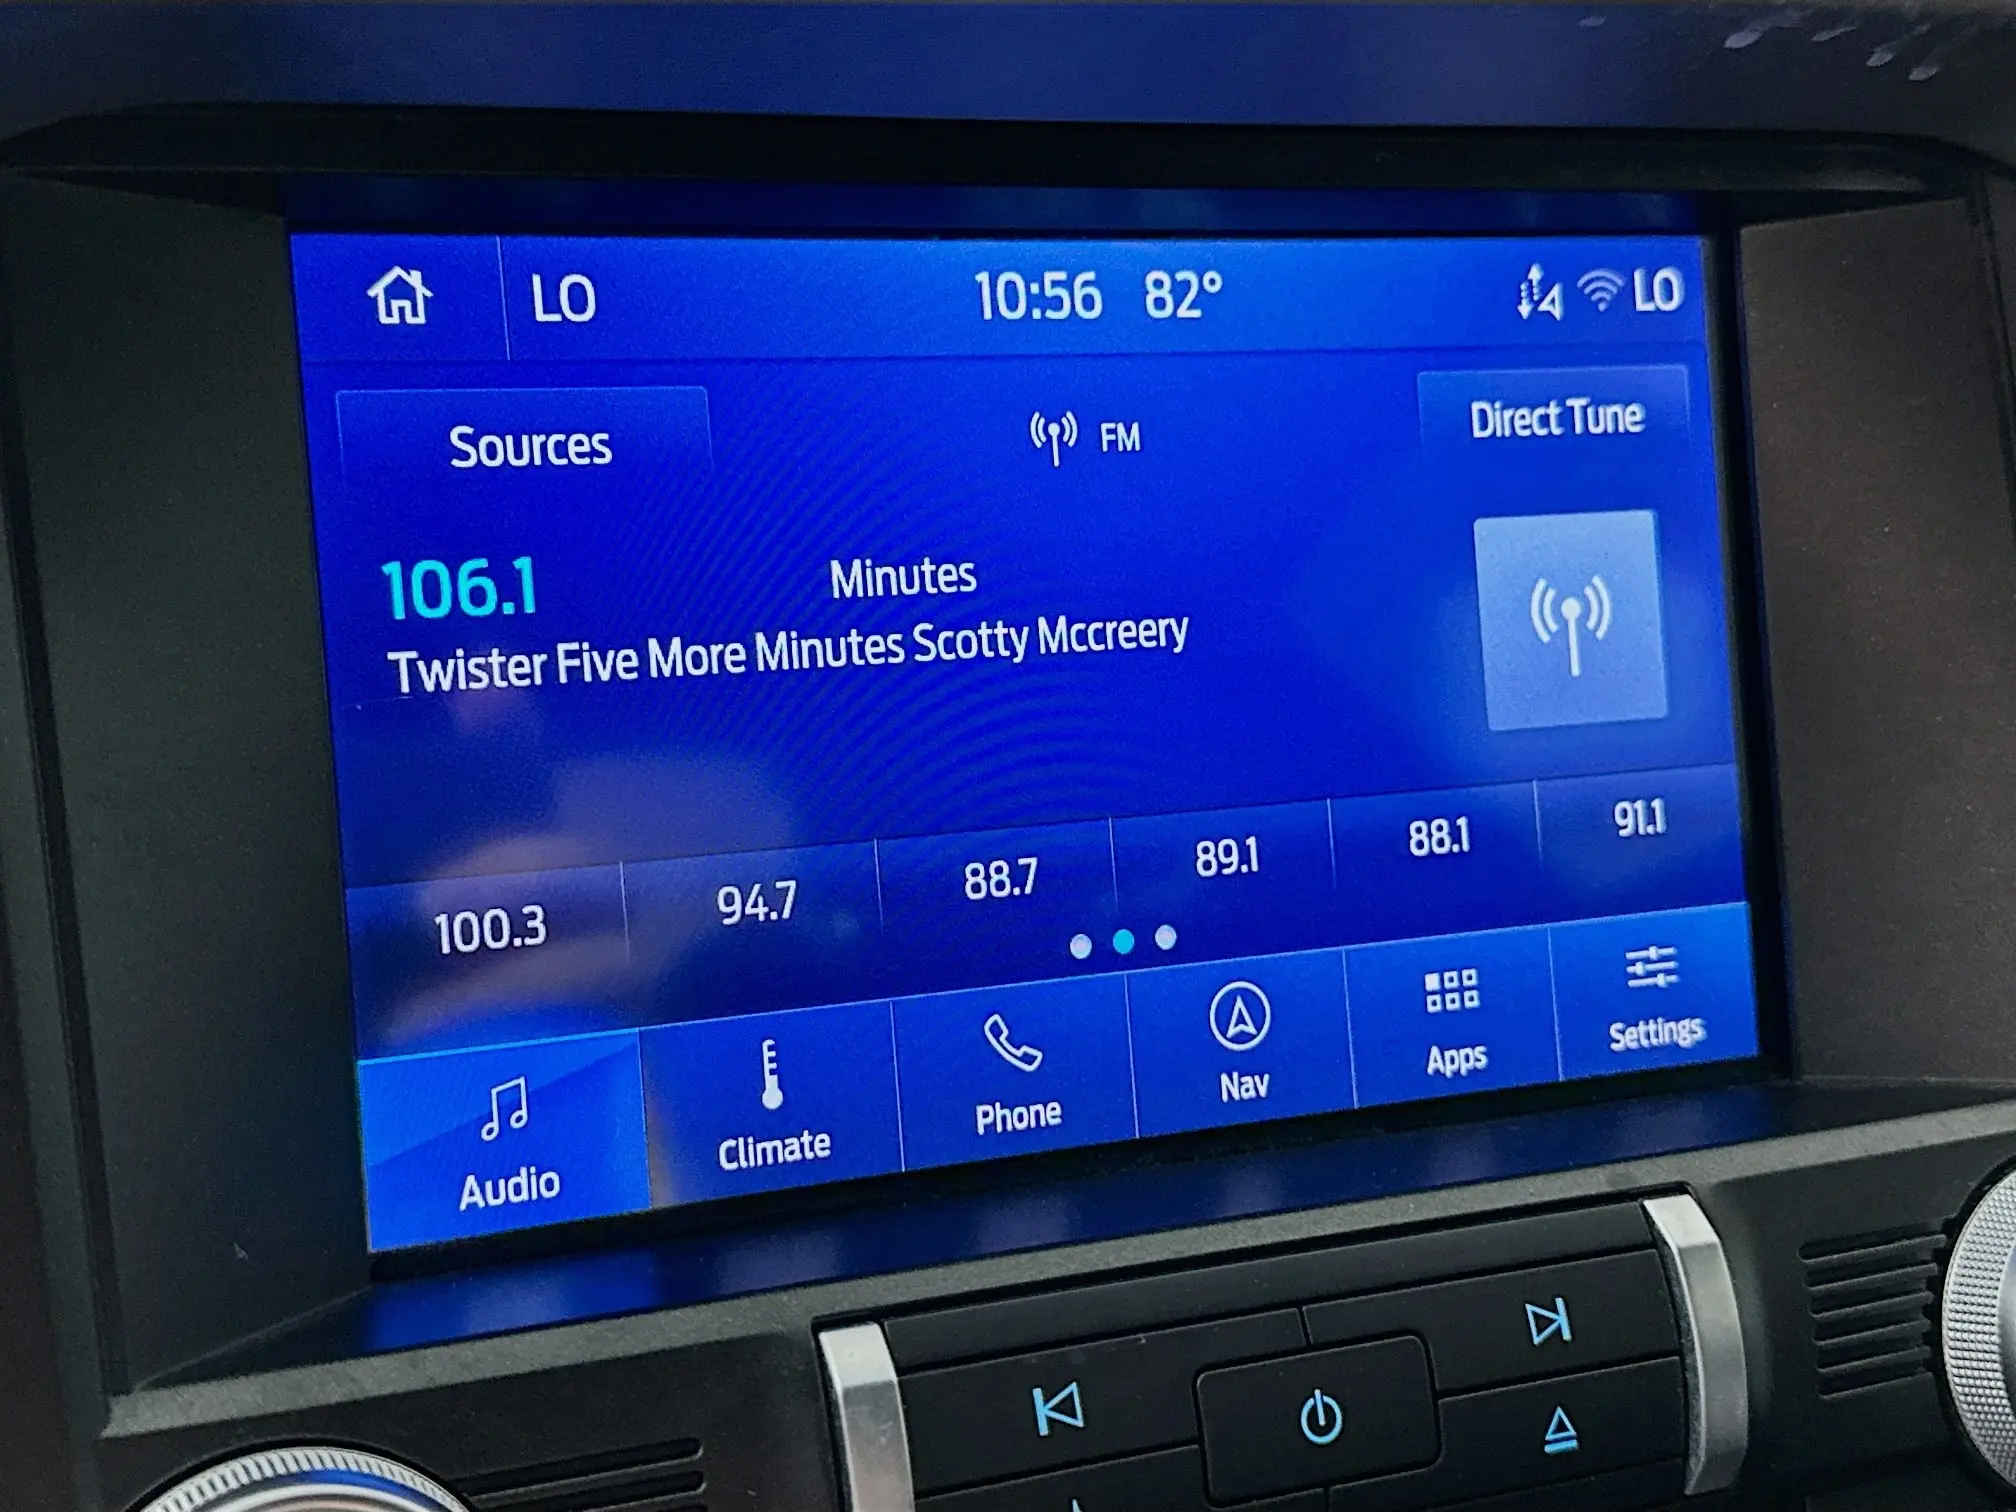 LO 10:56 82° LO
Sources FM Direct Tune
106.1 Minutes
Twister Five More Minutes Scotty Mccreery
100.3 94.7 88.7 89.1 88.1 91.1
Audio Climate Phone Nav Apps Settings